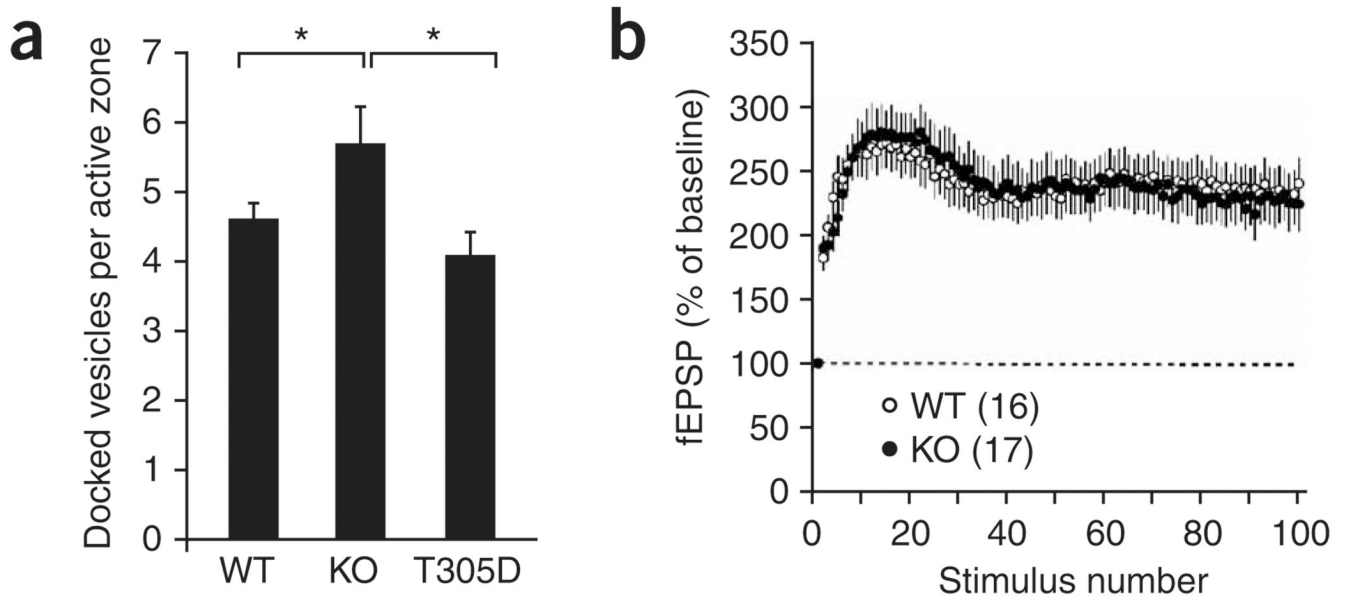 a
Docked vesicles per active zone
7
6
5
4
3
2
1
0
* *
WT KO T305D
b
fEPSP (% of baseline)
350
300
250
200
150
100
50
0
WT (16)
KO (17)
0 20 40 60 80 100
Stimulus number